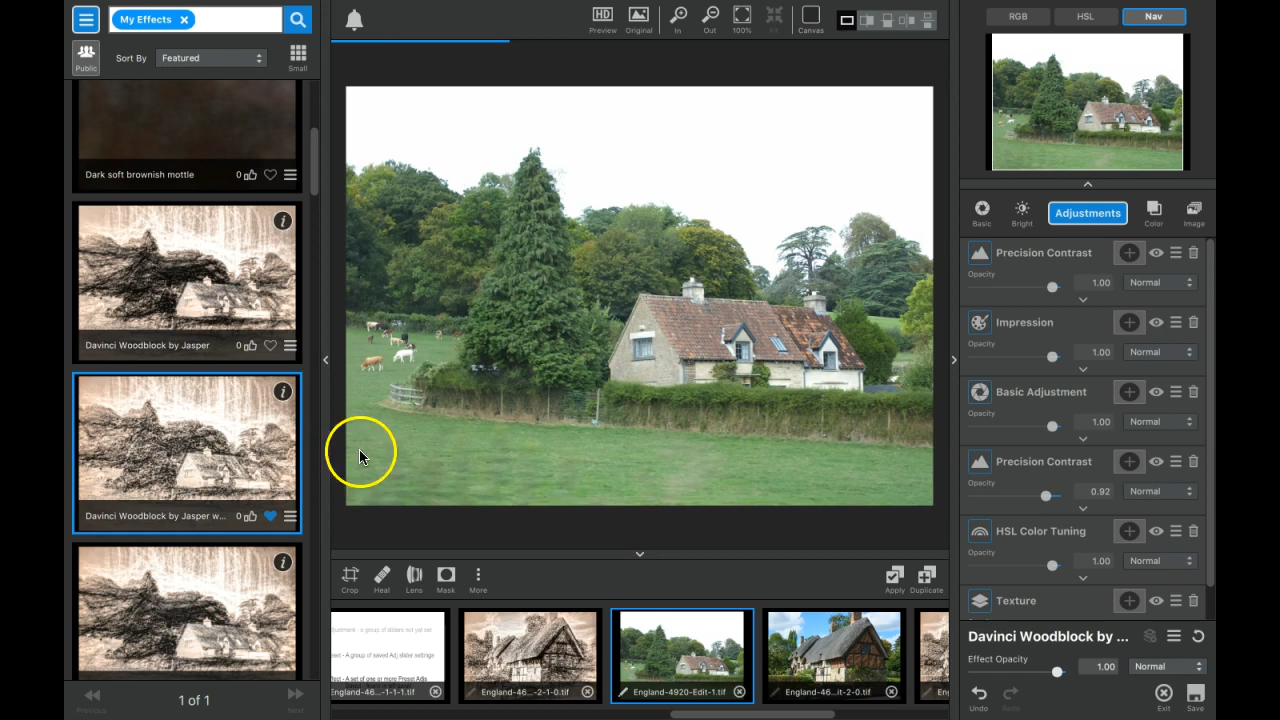 My Effects
Public
Sort By
Featured
Small
Dark soft brownish mottle 0
Davinci Woodblock by Jasper 0
Davinci Woodblock by Jasper w... 0
Previous
1 of 1
Next
HD
Preview
Original
In
Out
100%
Fit
Canvas
Crop
Heal
Lens
Mask
More
Apply
Duplicate
England-46...-1-1-1.tif
England-46...-2-1-0.tif
England-4920-Edit-1.tif
England-46...it-2-0.tif
England-46
RGB
HSL
Nav
Basic
Bright
Adjustments
Color
Image
Precision Contrast
Opacity
1.00
Normal
Impression
Opacity
1.00
Normal
Basic Adjustment
Opacity
1.00
Normal
Precision Contrast
Opacity
0.92
Normal
HSL Color Tuning
Opacity
1.00
Normal
Texture
Davinci Woodblock by ...
Effect Opacity
1.00
Normal
Undo
Redo
Exit
Save